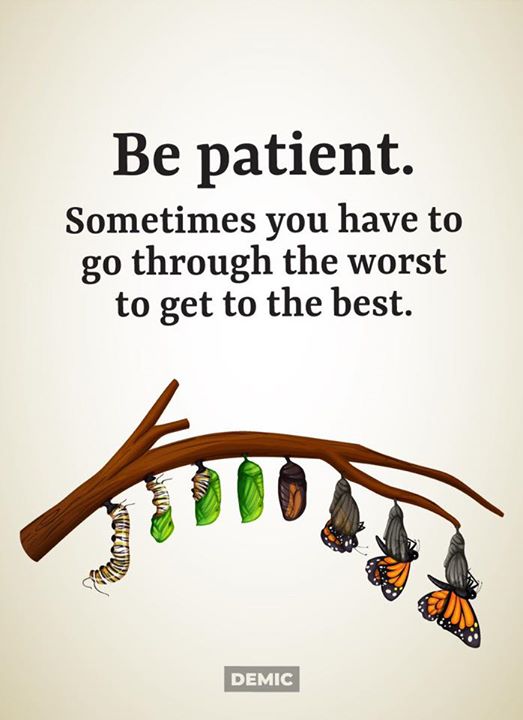 Be patient.
Sometimes you have to
go through the worst
to get to the best.
DEMIC